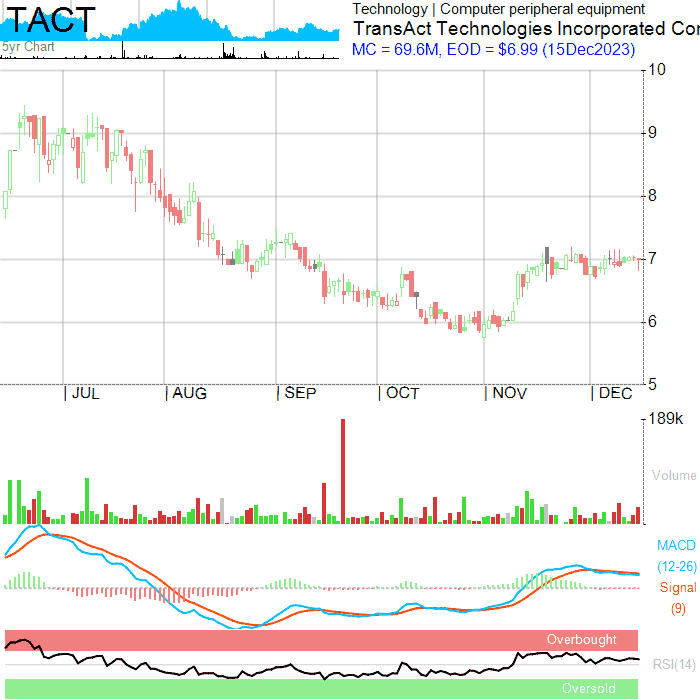 TACT
5yr Chart
Technology | Computer peripheral equipment
TransAct Technologies Incorporated Cor
MC = 69.6M, EOD = $6.99 (15Dec2023)
10
9
8
7
6
5
| JUL | AUG | SEP | OCT | NOV | DEC
189k
Volume
MACD
(12-26)
Signal
(9)
Overbought
RSI(14)
Oversold